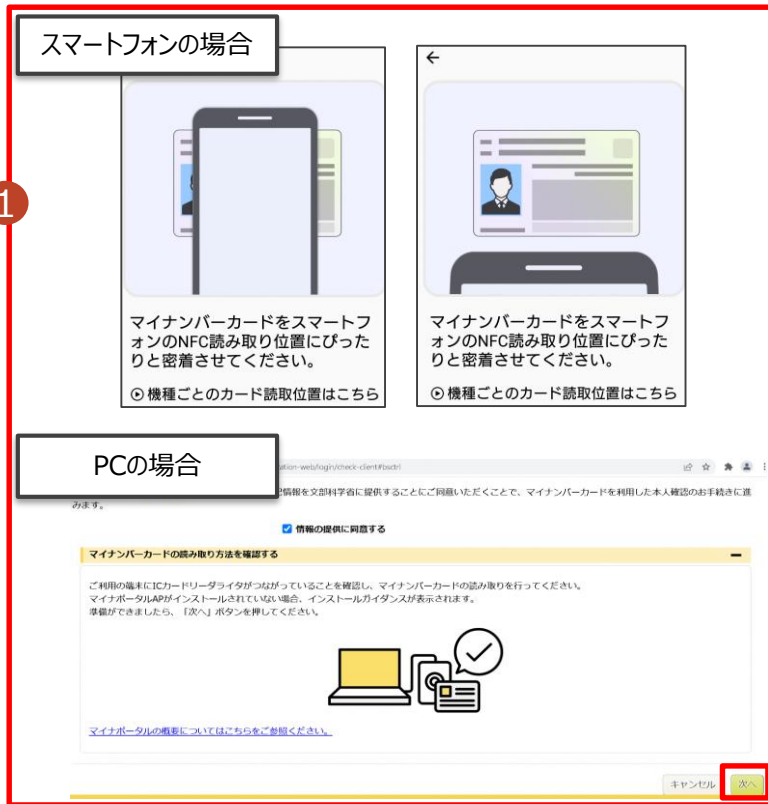 スマートフォンの場合
1
マイナンバーカードをスマートフ
ォンのNFC読み取り位置にぴった
りと密着させてください。
機種ごとのカード読取位置はこちら
マイナンバーカードをスマートフ
ォンのNFC読み取り位置にぴった
りと密着させてください。
機種ごとのカード読取位置はこちら
PCの場合
ation-web/login/check-client#bsctrl
情報を文部科学省に提供することにご同意いただくことで、マイナンバーカードを利用した本人確認のお手続きに進
みます。
情報の提供に同意する
マイナンバーカードの読み取り方法を確認する
ご利用の端末にICカードリーダライタがつながっていることを確認し、マイナンバーカードの読み取りを行ってください。
マイナポータルAPがインストールされていない場合、インストールガイダンスが表示されます。
準備ができましたら、「次へ」ボタンを押してください。
マイナポータルの概要についてはこちらをご参照ください。
キャンセル
次へ